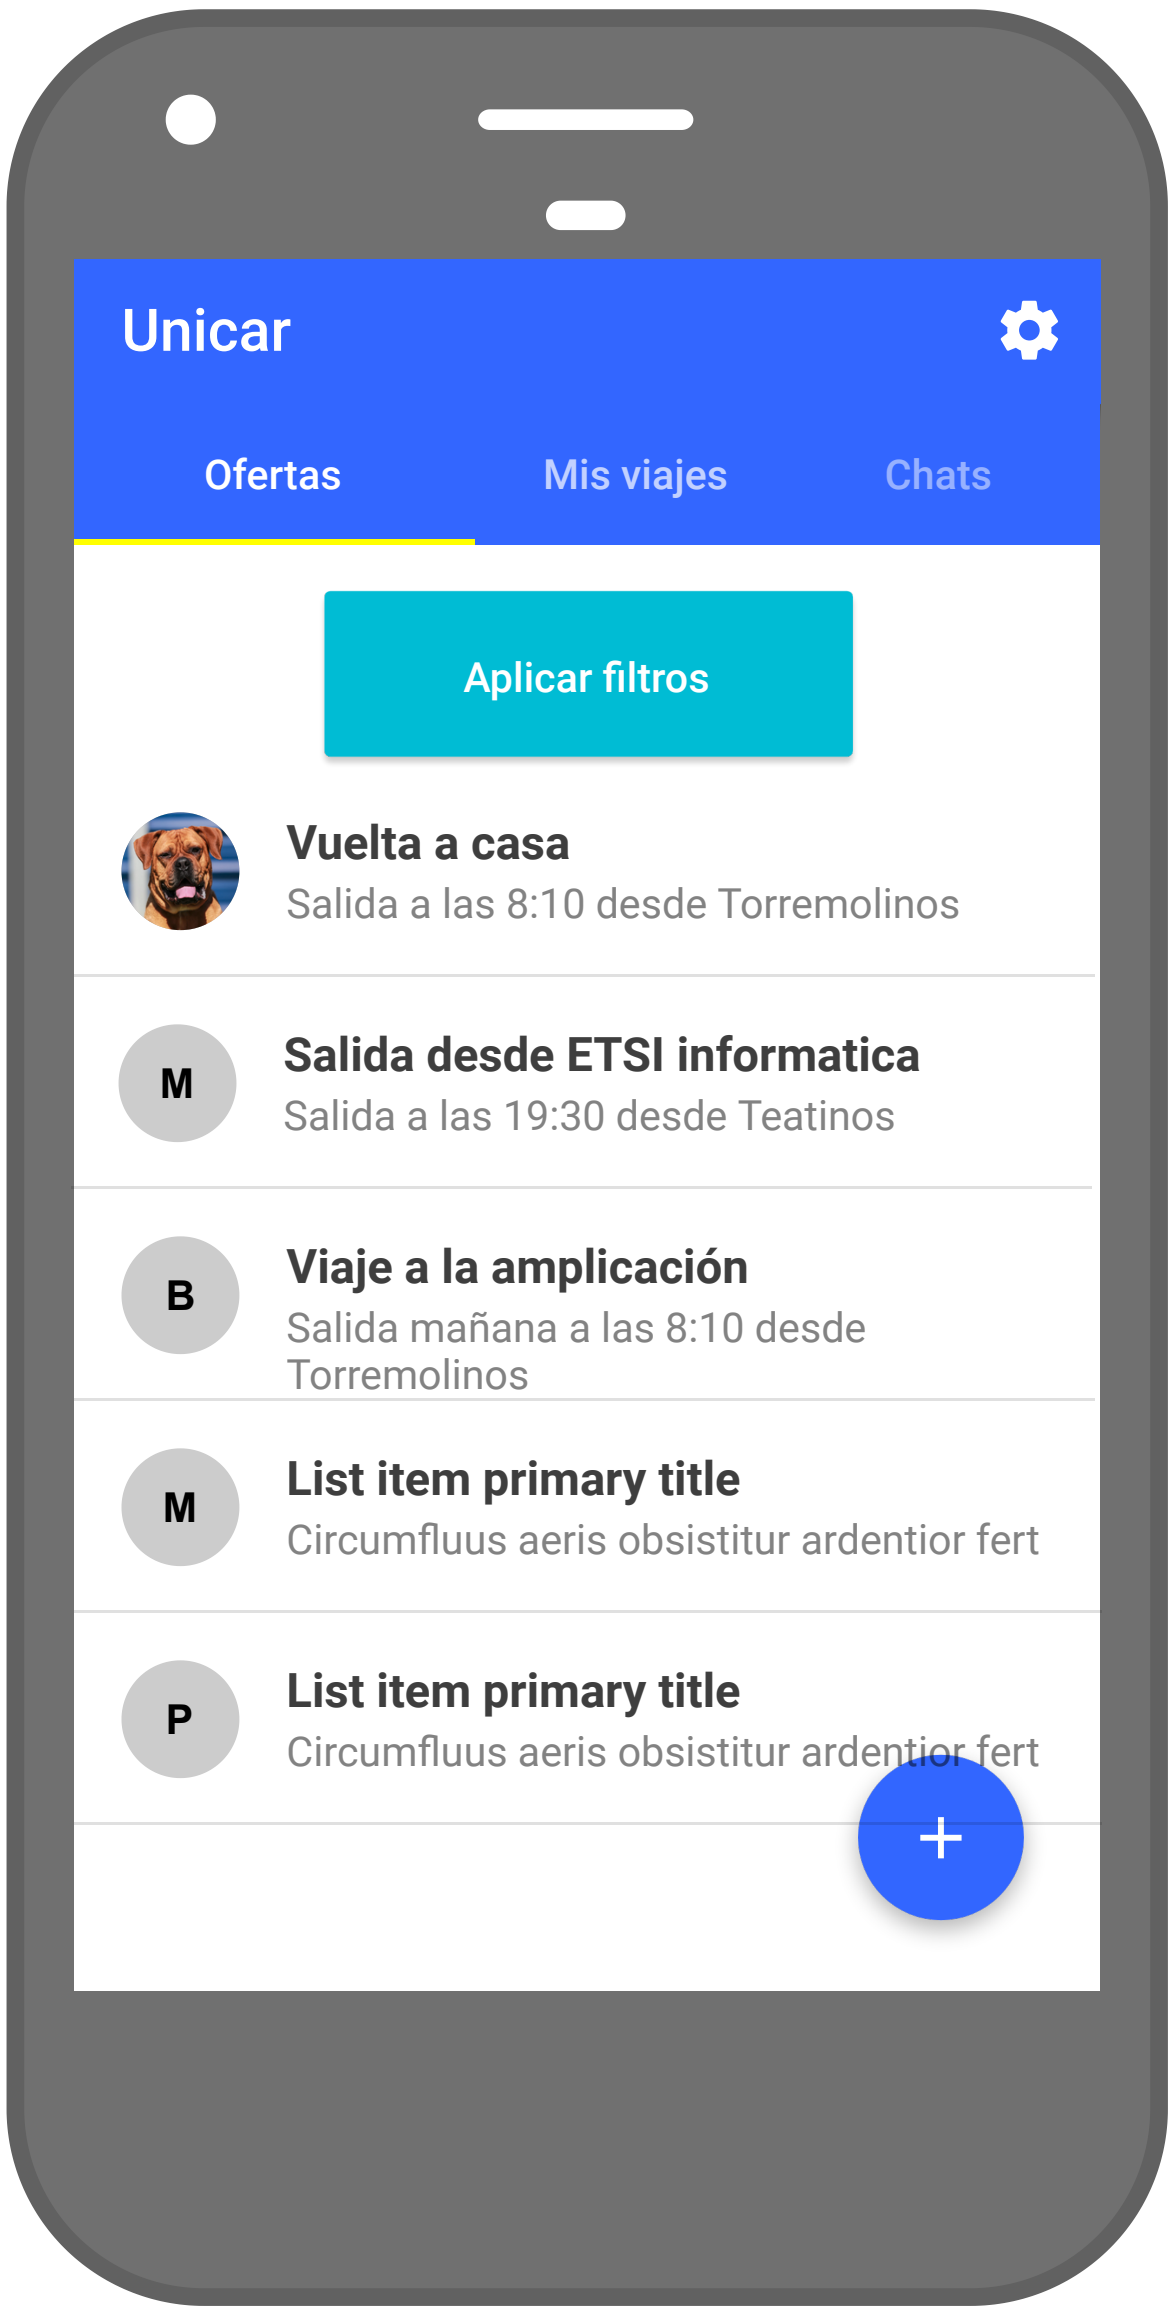 Unicar
Ofertas Mis viajes Chats
Aplicar filtros
Vuelta a casa
Salida a las 8:10 desde Torremolinos
M
Salida desde ETSI informatica
Salida a las 19:30 desde Teatinos
B
Viaje a la amplicación
Salida mañana a las 8:10 desde
Torremolinos
M
List item primary title
Circumfluus aeris obsistitur ardentior fert
P
List item primary title
Circumfluus aeris obsistitur ardentior fert
+